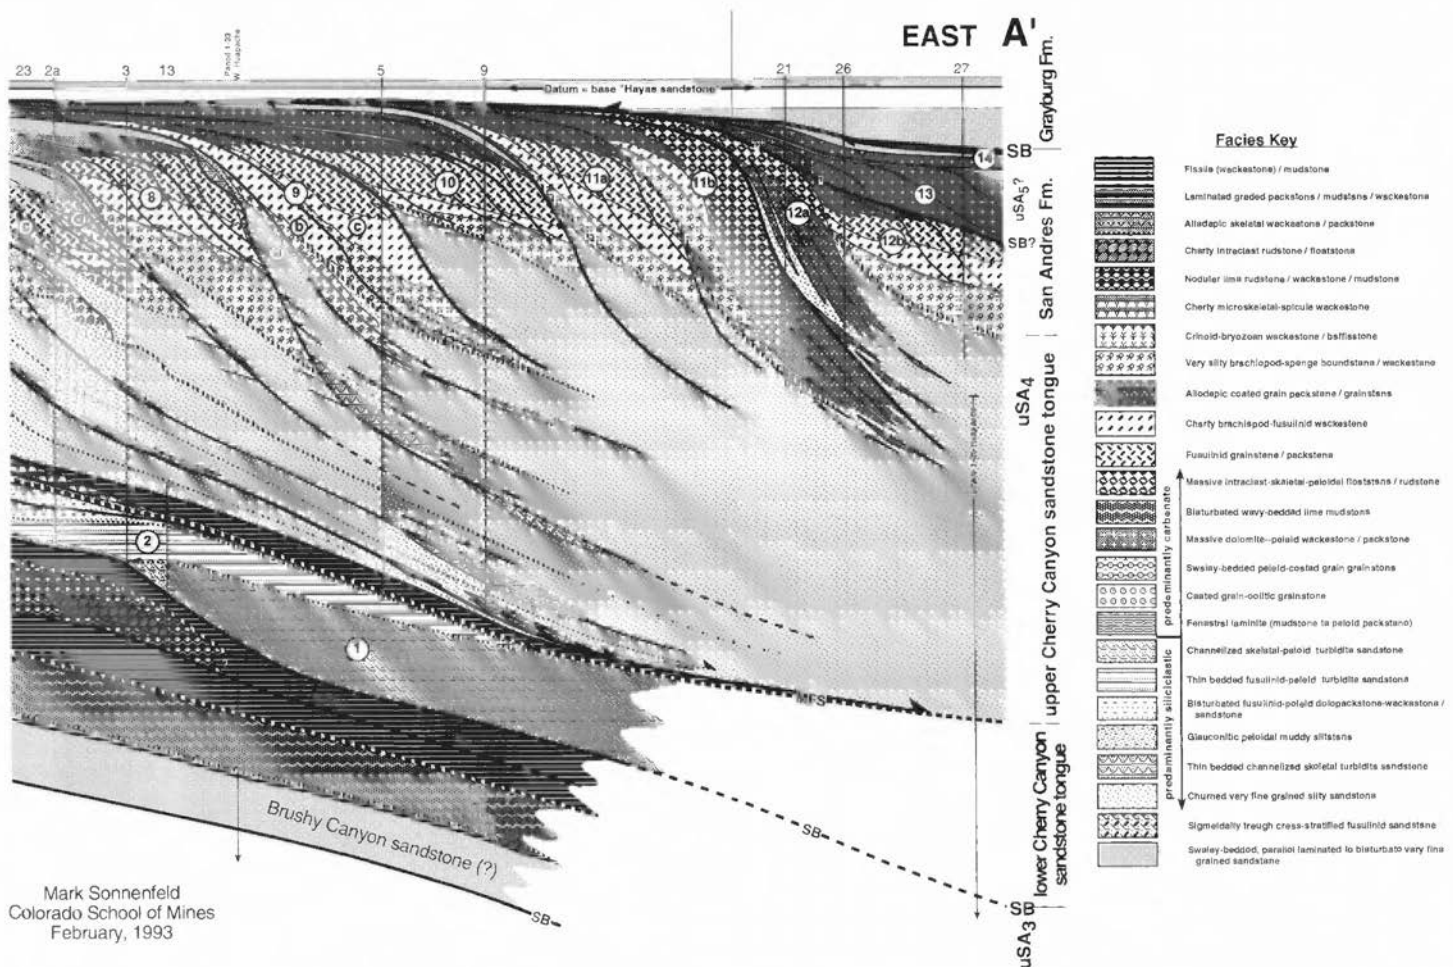 EAST A'
23 2a 3 13 5 9 21 26 27
W. Huapache
Datum = base "Hayes sandstone"
Grayburg Fm.
SB
14
uSA5?
San Andres Fm.
SB?
8
9
10
11a
11b
12a
12b
13
b
c
d
uSA4
upper Cherry Canyon sandstone tongue
2
1
MFS
lower Cherry Canyon
sandstone tongue
SB
SB
uSA3
Brushy Canyon sandstone (?)
SB
Mark Sonnenfeld
Colorado School of Mines
February, 1993
Facies Key
Fissile (wackestone) / mudstone
Laminated graded packstone / mudstone / wackestone
Allodapic skeletal wackestone / packstone
Cherty intraclast rudstone / floatstone
Nodular lime rudstone / wackestone / mudstone
Cherty microskeletal-spicule wackestone
Crinoid-bryozoan wackestone / bafflestone
Very silty brachiopod-sponge boundstone / wackestone
Allodapic coated grain packstone / grainstone
Cherty brachiopod-fusulinid wackestone
Fusulinid grainstone / packstone
Massive intraclast-skeletal-peloidal floatstone / rudstone
Bioturbated wavy-bedded lime mudstone
Massive dolomite--peloid wackestone / packstone
Swaley-bedded peloid-coated grain grainstone
Coated grain-oolitic grainstone
Fenestral laminite (mudstone to peloid packstone)
Channelized skeletal-peloid turbidite sandstone
Thin bedded fusulinid-peloid turbidite sandstone
Bioturbated fusulinid-peloid dolopackstone-wackestone /
sandstone
Glauconitic peloidal muddy siltstone
Thin bedded channelized skeletal turbidite sandstone
Churned very fine grained silty sandstone
Sigmoidally trough cross-stratified fusulinid sandstone
Swaley-bedded, parallel laminated to bioturbate very fine
grained sandstone
predominantly carbonate
predominantly siliciclastic